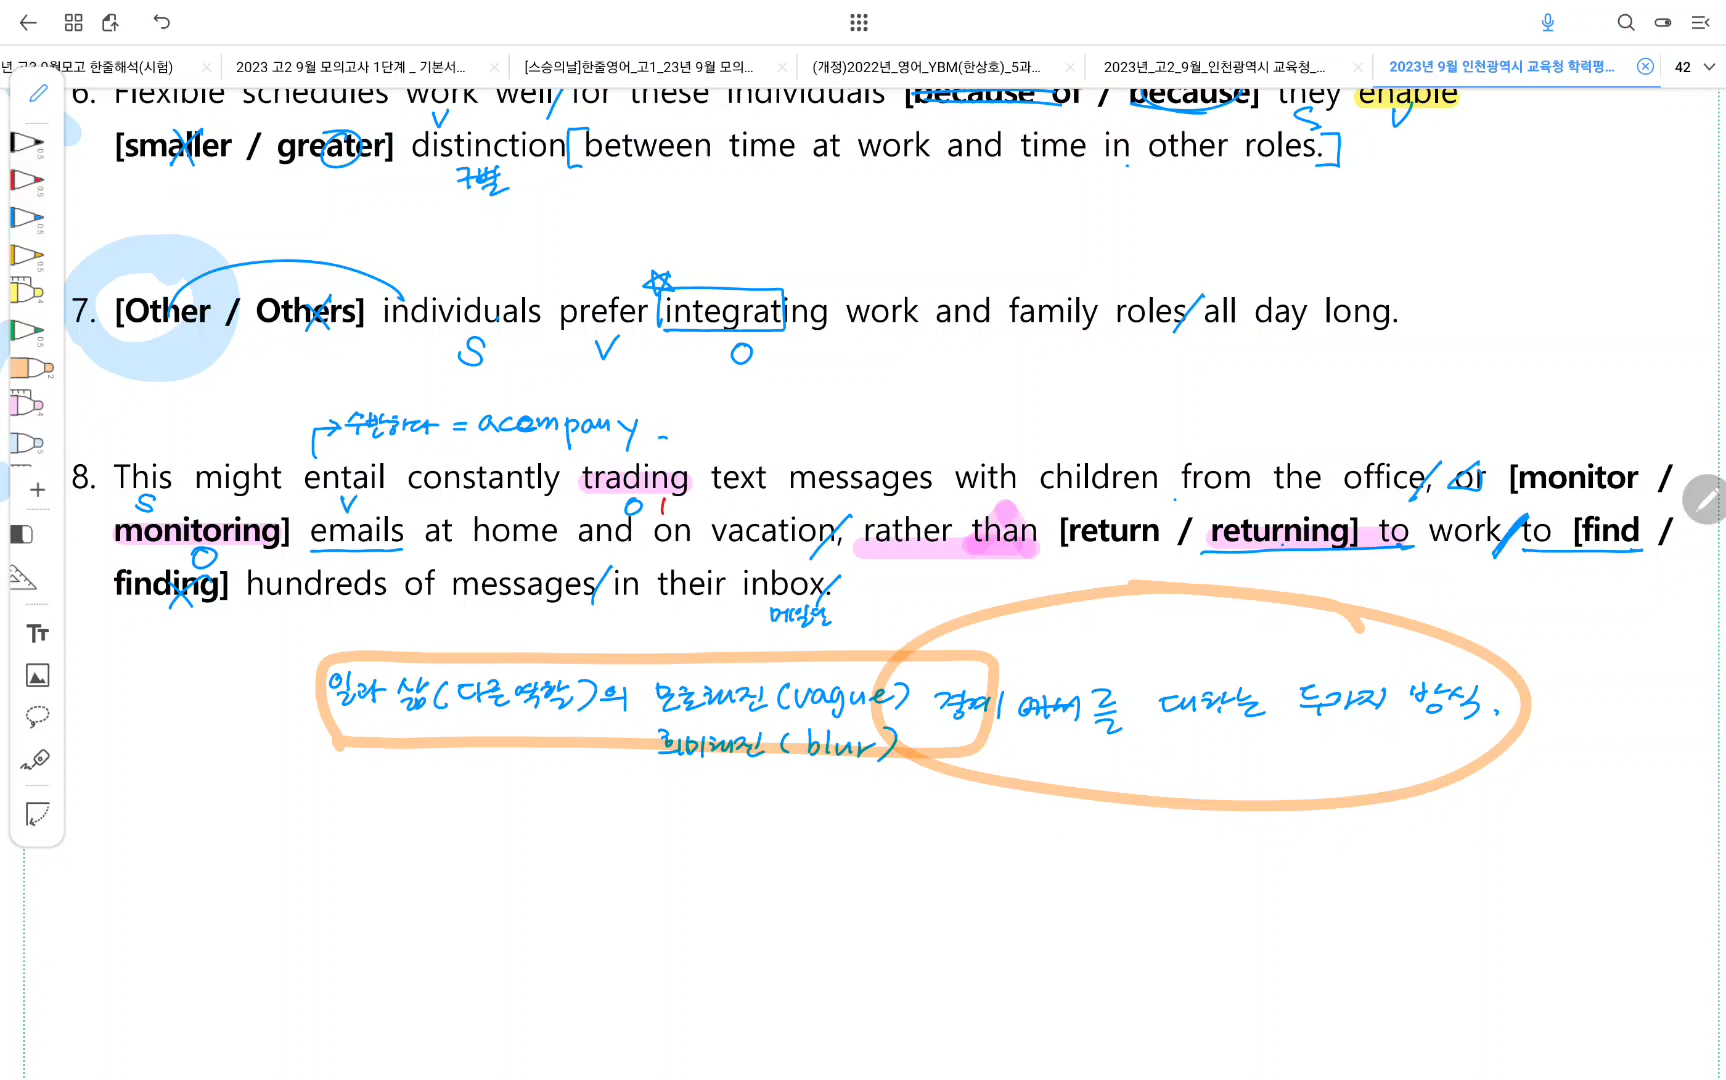 2023 고2 9월 모의고사 1단계 _ 기본서...
[스승의날]한줄영어_고1_23년 9월 모의...
(개정)2022년_영어_YBM(한상호)_5과...
2023년_고2_9월_인천광역시 교육청_...
2023년 9월 인천광역시 교육청 학력평...
42
6. Flexible schedules work well for these individuals [because of / because] they enable
S V
V
[smaller / greater] distinction [between time at work and time in other roles.]
구별
7. [Other / Others] individuals prefer integrating work and family roles all day long.
S V O
수반하다 = acompany
8. This might entail constantly trading text messages with children from the office, or [monitor /
S V O
monitoring] emails at home and on vacation, rather than [return / returning] to work to [find /
O
finding] hundreds of messages in their inbox.
메일함
일과 삶(다른역할)의 모호해진(vague) 경계 를 대하는 두가지 방식.
희미해진(blur)